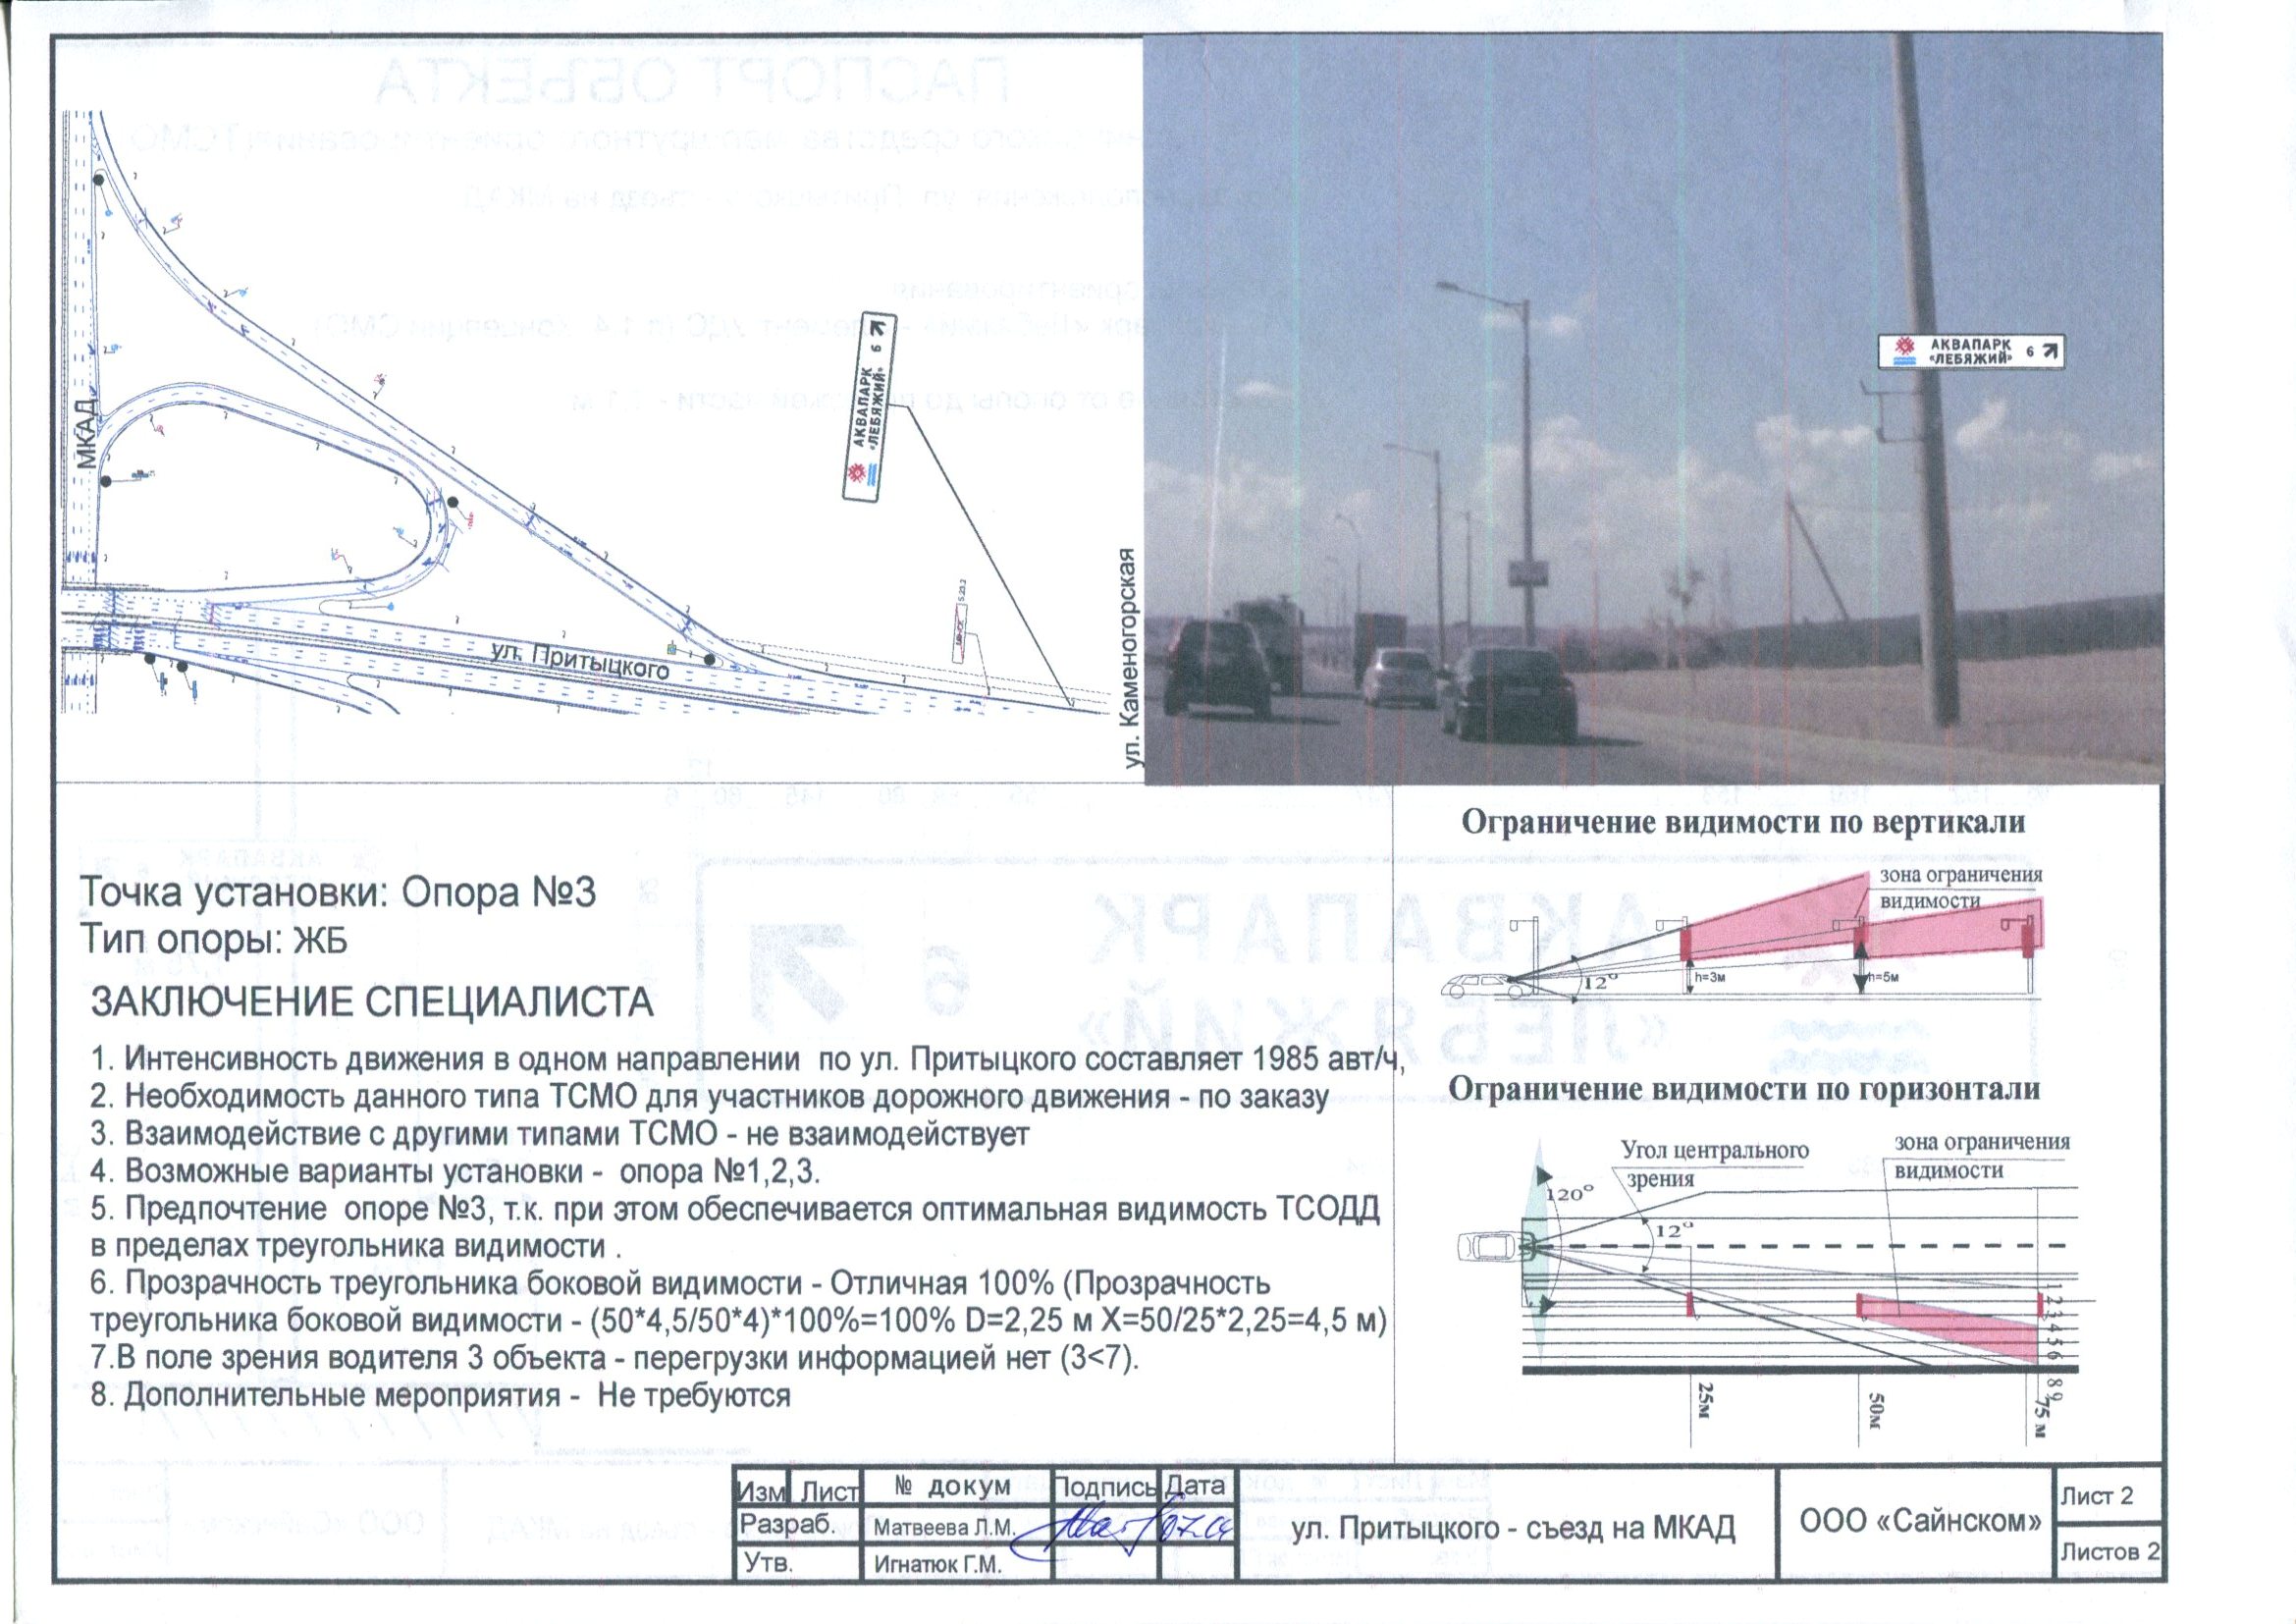 МКАД
АКВАПАРК
«ЛЕБЯЖИЙ» 6
5.23.2
ул. Притыцкого
ул. Каменогорская
АКВАПАРК
«ЛЕБЯЖИЙ» 6
Точка установки: Опора №3
Тип опоры: ЖБ
ЗАКЛЮЧЕНИЕ СПЕЦИАЛИСТА
1. Интенсивность движения в одном направлении по ул. Притыцкого составляет 1985 авт/ч,
2. Необходимость данного типа ТСМО для участников дорожного движения - по заказу
3. Взаимодействие с другими типами ТСМО - не взаимодействует
4. Возможные варианты установки - опора №1,2,3.
5. Предпочтение опоре №3, т.к. при этом обеспечивается оптимальная видимость ТСОДД
в пределах треугольника видимости .
6. Прозрачность треугольника боковой видимости - Отличная 100% (Прозрачность
треугольника боковой видимости - (50*4,5/50*4)*100%=100% D=2,25 м X=50/25*2,25=4,5 м)
7.В поле зрения водителя 3 объекта - перегрузки информацией нет (3<7).
8. Дополнительные мероприятия - Не требуются
Ограничение видимости по вертикали
зона ограничения
видимости
12°
h=3м
h=5м
Ограничение видимости по горизонтали
Угол центрального
зрения
зона ограничения
видимости
120°
12°
1 2 3 4 5 6 8 9
25м
50м
75 м
Изм Лист № докум Подпись Дата
Разраб. Матвеева Л.М.
Утв. Игнатюк Г.М.
ул. Притыцкого - съезд на МКАД
ООО «Сайнском»
Лист 2
Листов 2